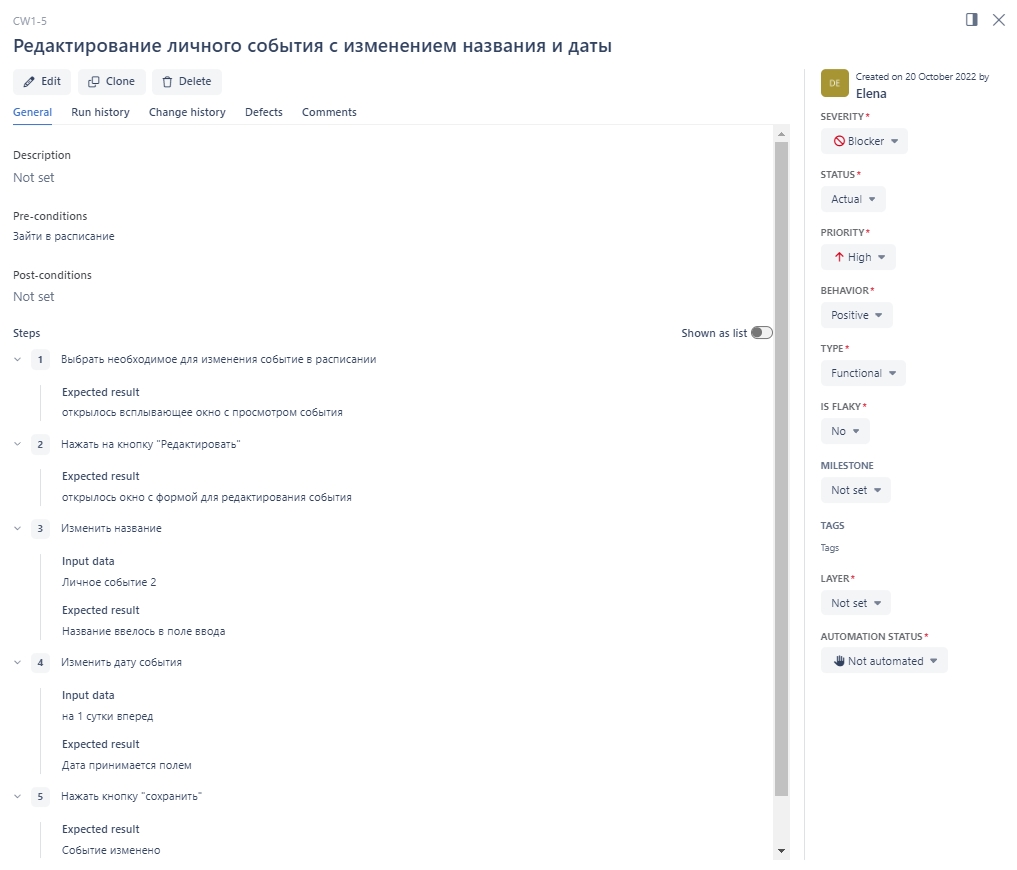 CW1-5
Редактирование личного события с изменением названия и даты
Edit
Clone
Delete
General
Run history
Change history
Defects
Comments
Description
Not set
Pre-conditions
Зайти в расписание
Post-conditions
Not set
Steps
Shown as list
1 Выбрать необходимое для изменения событие в расписании
Expected result
открылось всплывающее окно с просмотром события
2 Нажать на кнопку "Редактировать"
Expected result
открылось окно с формой для редактирования события
3 Изменить название
Input data
Личное событие 2
Expected result
Название ввелось в поле ввода
4 Изменить дату события
Input data
на 1 сутки вперед
Expected result
Дата принимается полем
5 Нажать кнопку "сохранить"
Expected result
Событие изменено
DE
Created on 20 October 2022 by
Elena
SEVERITY*
Blocker
STATUS*
Actual
PRIORITY*
High
BEHAVIOR*
Positive
TYPE*
Functional
IS FLAKY*
No
MILESTONE
Not set
TAGS
Tags
LAYER*
Not set
AUTOMATION STATUS*
Not automated